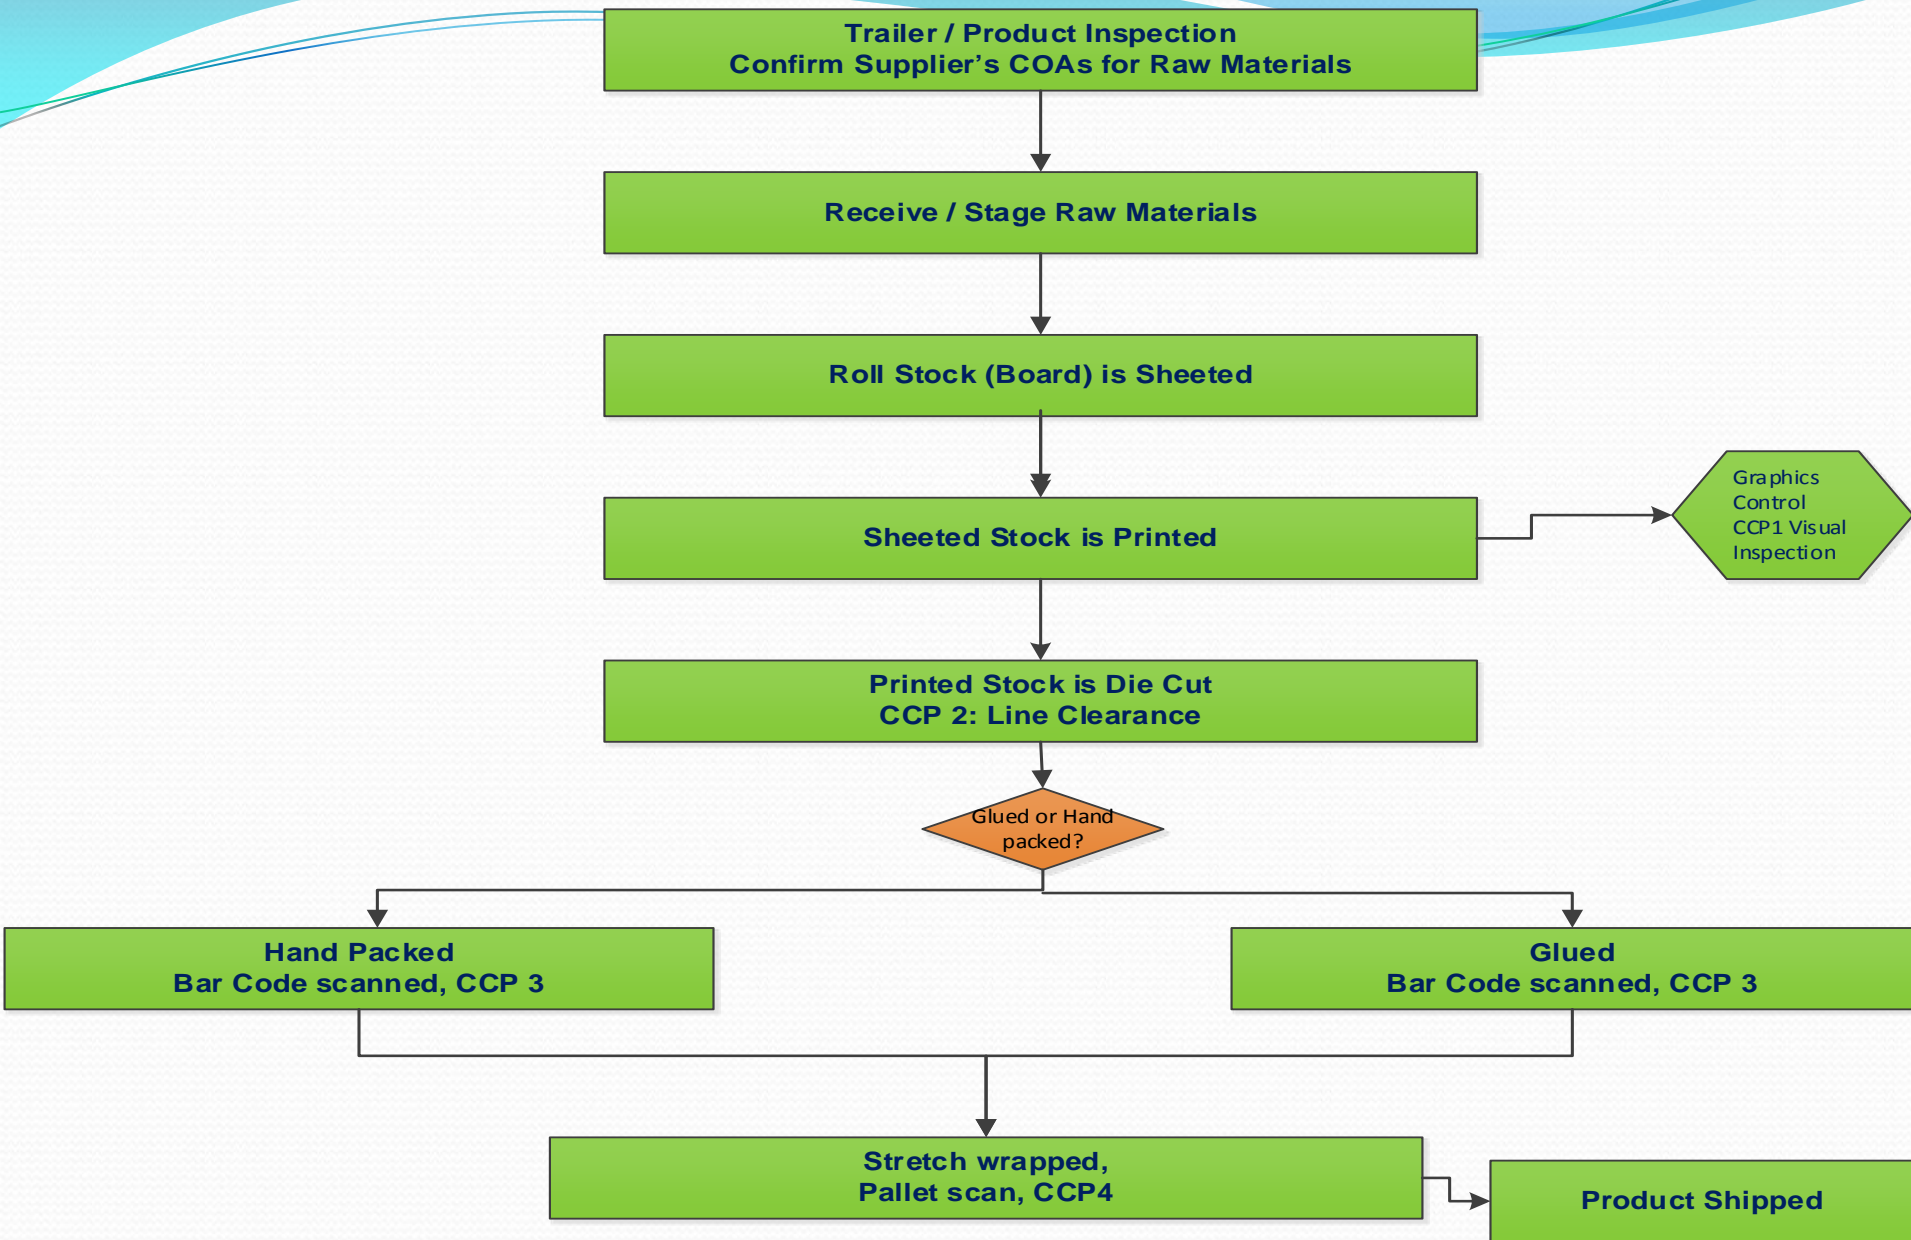 Trailer / Product Inspection
Confirm Supplier's COAs for Raw Materials
Receive / Stage Raw Materials
Roll Stock (Board) is Sheeted
Graphics
Control
CCP1 Visual
Inspection
Sheeted Stock is Printed
Printed Stock is Die Cut
CCP 2: Line Clearance
Glued or Hand
packed?
Hand Packed
Bar Code scanned, CCP 3
Glued
Bar Code scanned, CCP 3
Stretch wrapped,
Pallet scan, CCP4
Product Shipped